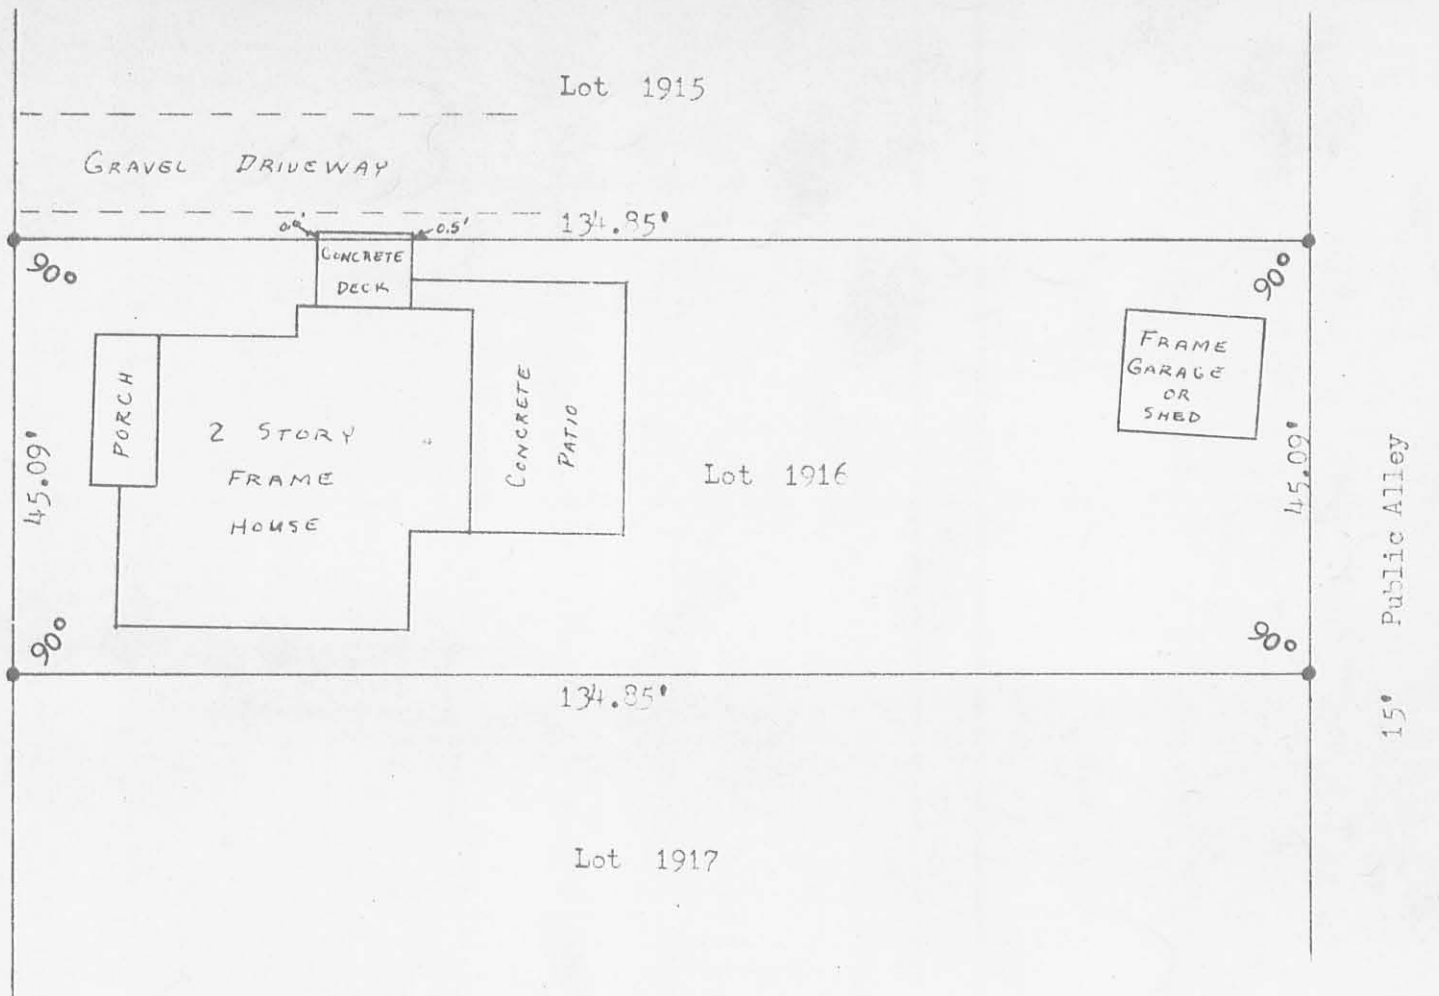 Lot 1915
GRAVEL DRIVEWAY
134.85'
0.5'
CONCRETE
DECK
90°
90°
FRAME
GARAGE
OR
SHED
PORCH
2 STORY
FRAME
HOUSE
CONCRETE
PATIO
Lot 1916
45.09'
45.09'
Public Alley
15'
90°
90°
134.85'
Lot 1917